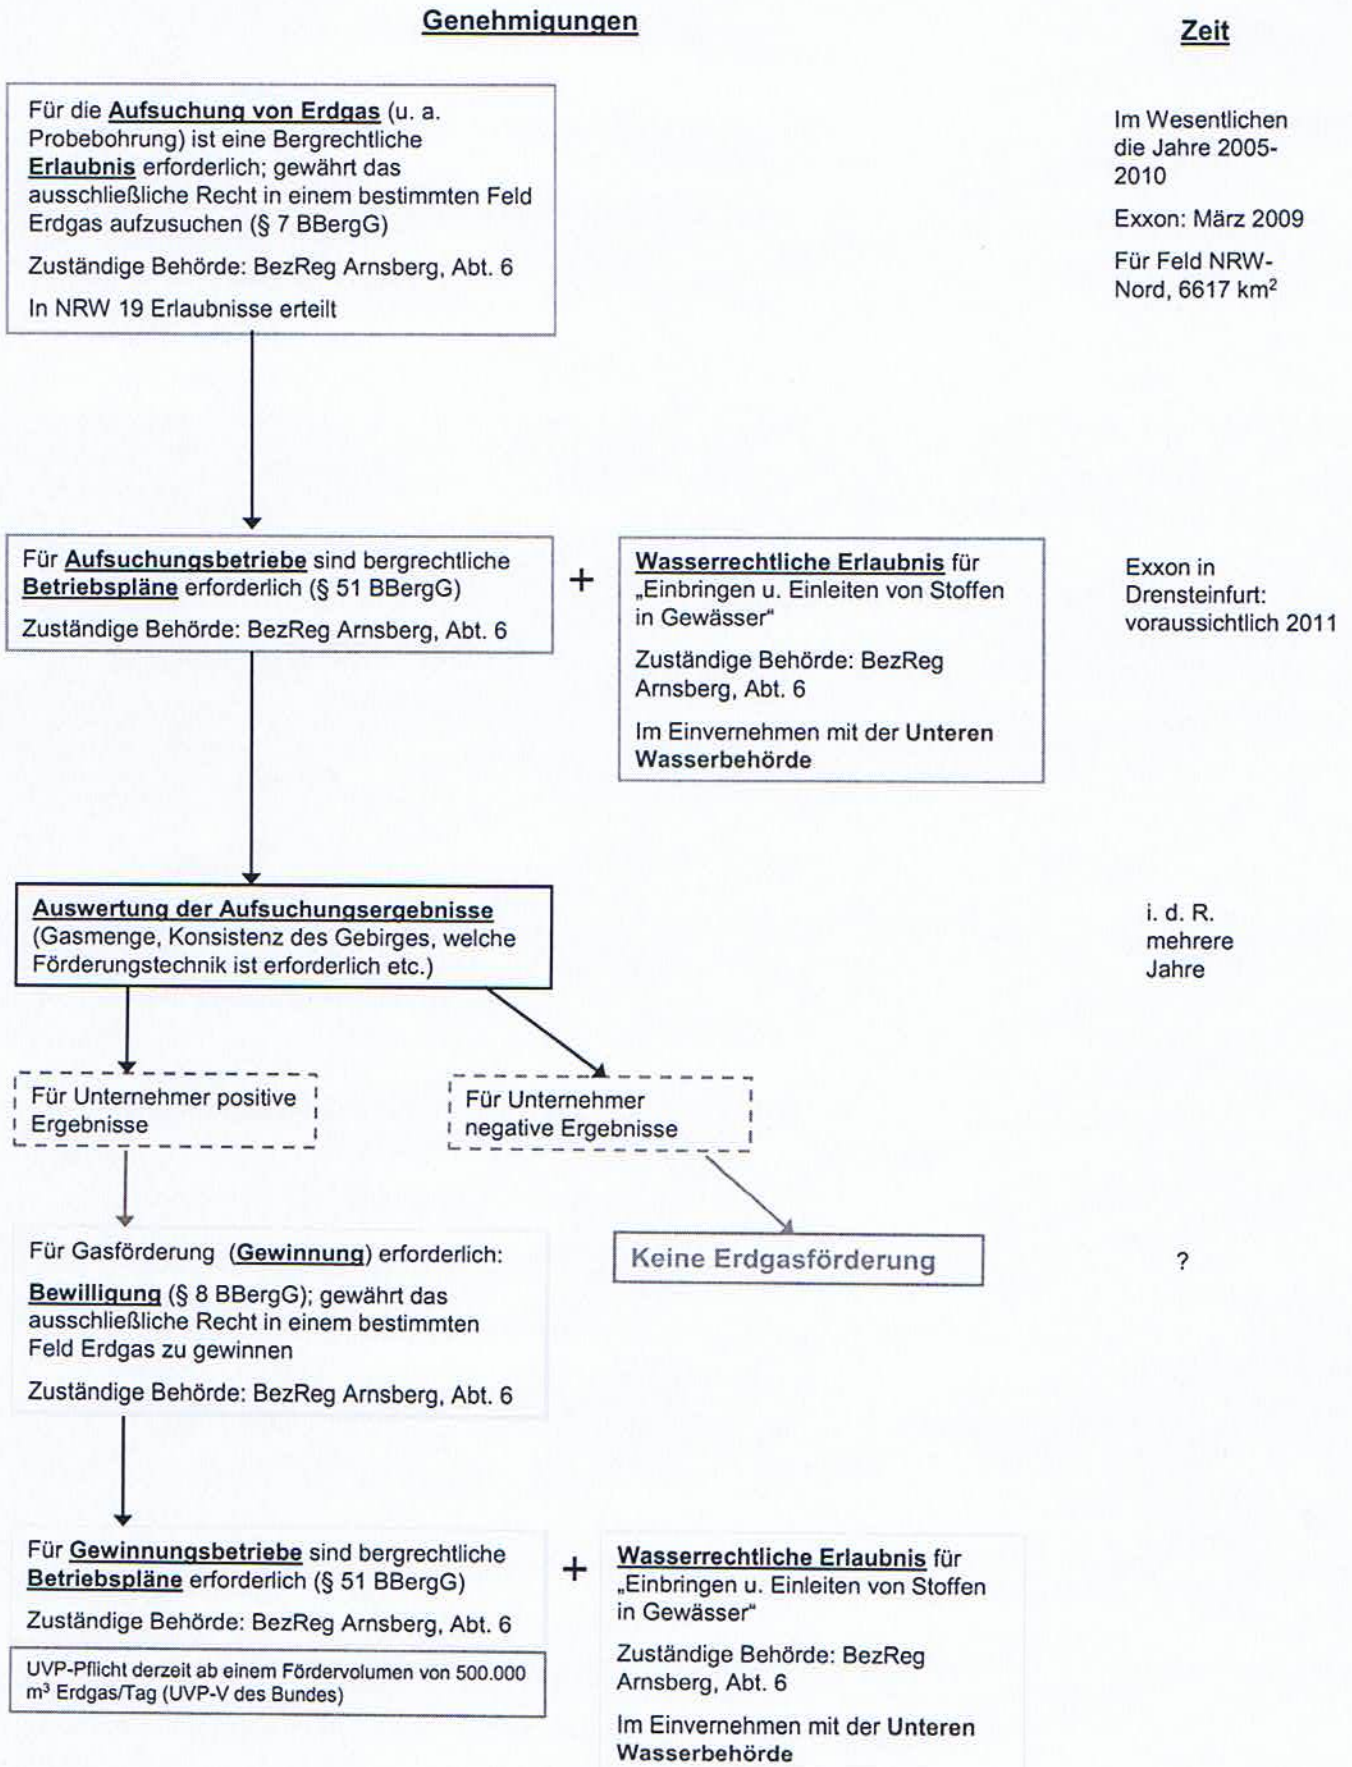 Genehmigungen
Zeit
Für die Aufsuchung von Erdgas (u. a.
Probebohrung) ist eine Bergrechtliche
Erlaubnis erforderlich; gewährt das
ausschließliche Recht in einem bestimmten Feld
Erdgas aufzusuchen (§ 7 BBergG)
Zuständige Behörde: BezReg Arnsberg, Abt. 6
In NRW 19 Erlaubnisse erteilt
Im Wesentlichen
die Jahre 2005-
2010
Exxon: März 2009
Für Feld NRW-
Nord, 6617 km²
Für Aufsuchungsbetriebe sind bergrechtliche
Betriebspläne erforderlich (§ 51 BBergG)
Zuständige Behörde: BezReg Arnsberg, Abt. 6
+
Wasserrechtliche Erlaubnis für
„Einbringen u. Einleiten von Stoffen
in Gewässer“
Zuständige Behörde: BezReg
Arnsberg, Abt. 6
Im Einvernehmen mit der Unteren
Wasserbehörde
Exxon in
Drensteinfurt:
voraussichtlich 2011
Auswertung der Aufsuchungsergebnisse
(Gasmenge, Konsistenz des Gebirges, welche
Förderungstechnik ist erforderlich etc.)
i. d. R.
mehrere
Jahre
Für Unternehmer positive
Ergebnisse
Für Unternehmer
negative Ergebnisse
Für Gasförderung (Gewinnung) erforderlich:
Bewilligung (§ 8 BBergG); gewährt das
ausschließliche Recht in einem bestimmten
Feld Erdgas zu gewinnen
Zuständige Behörde: BezReg Arnsberg, Abt. 6
Keine Erdgasförderung
?
Für Gewinnungsbetriebe sind bergrechtliche
Betriebspläne erforderlich (§ 51 BBergG)
Zuständige Behörde: BezReg Arnsberg, Abt. 6
UVP-Pflicht derzeit ab einem Fördervolumen von 500.000
m³ Erdgas/Tag (UVP-V des Bundes)
+
Wasserrechtliche Erlaubnis für
„Einbringen u. Einleiten von Stoffen
in Gewässer“
Zuständige Behörde: BezReg
Arnsberg, Abt. 6
Im Einvernehmen mit der Unteren
Wasserbehörde